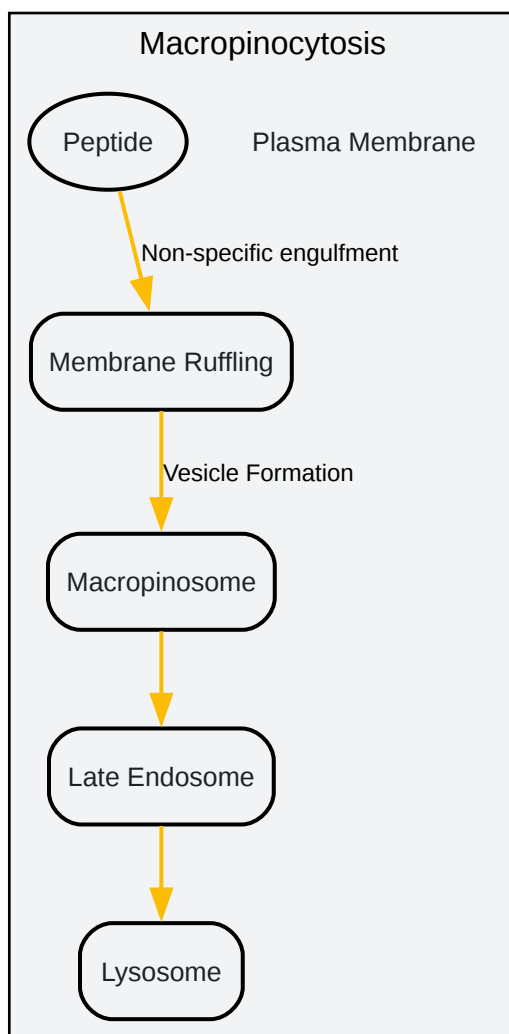 Macropinocytosis
Peptide
Plasma Membrane
Non-specific engulfment
Membrane Ruffling
Vesicle Formation
Macropinosome
Late Endosome
Lysosome